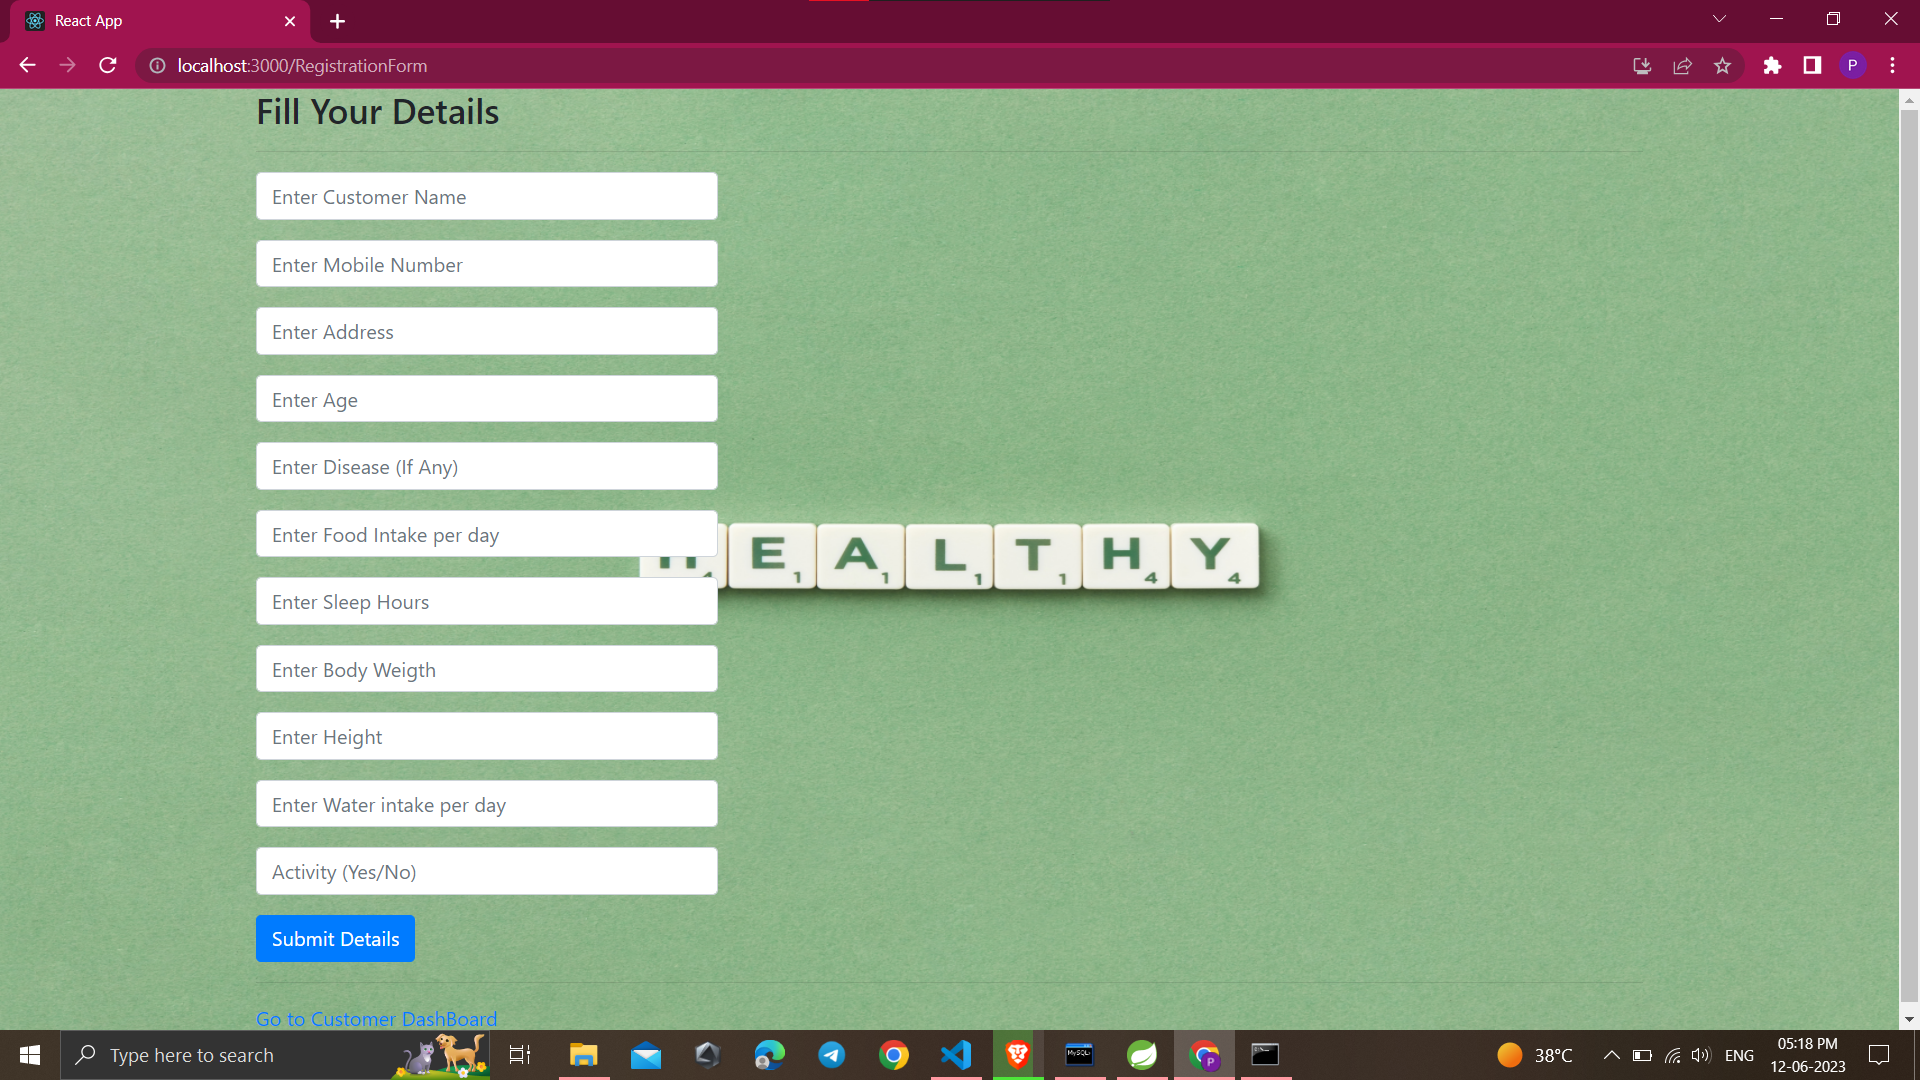 React App
localhost:3000/RegistrationForm
P
Fill Your Details
Enter Customer Name
Enter Mobile Number
Enter Address
Enter Age
Enter Disease (If Any)
Enter Food Intake per day
E A L T H Y
1 1 1 1 4 4
Enter Sleep Hours
Enter Body Weigth
Enter Height
Enter Water intake per day
Activity (Yes/No)
Submit Details
Go to Customer DashBoard
Type here to search
MySQL
P
38°C
ENG
05:18 PM
12-06-2023